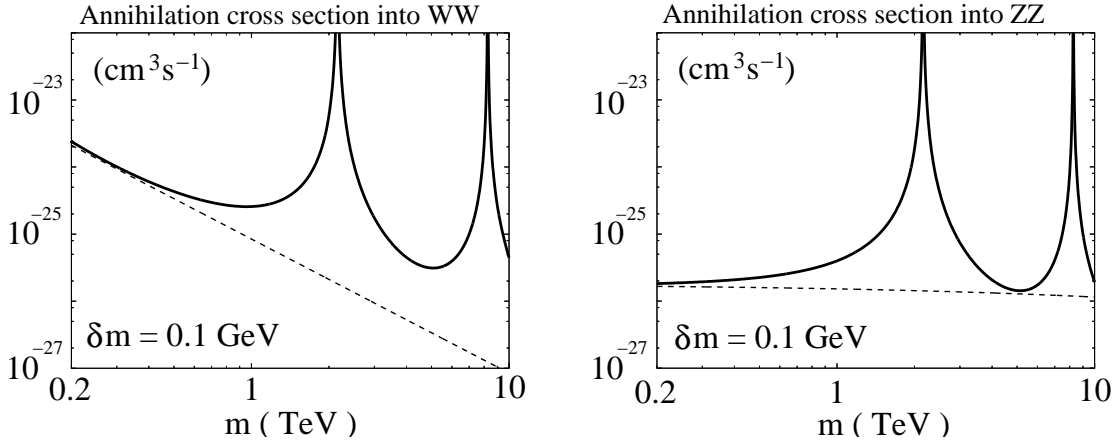 Annihilation cross section into WW
(cm³s⁻¹)
10⁻²³
10⁻²⁵
10⁻²⁷
δm = 0.1 GeV
0.2
1
10
m ( TeV )
Annihilation cross section into ZZ
(cm³s⁻¹)
10⁻²³
10⁻²⁵
10⁻²⁷
δm = 0.1 GeV
0.2
1
10
m ( TeV )